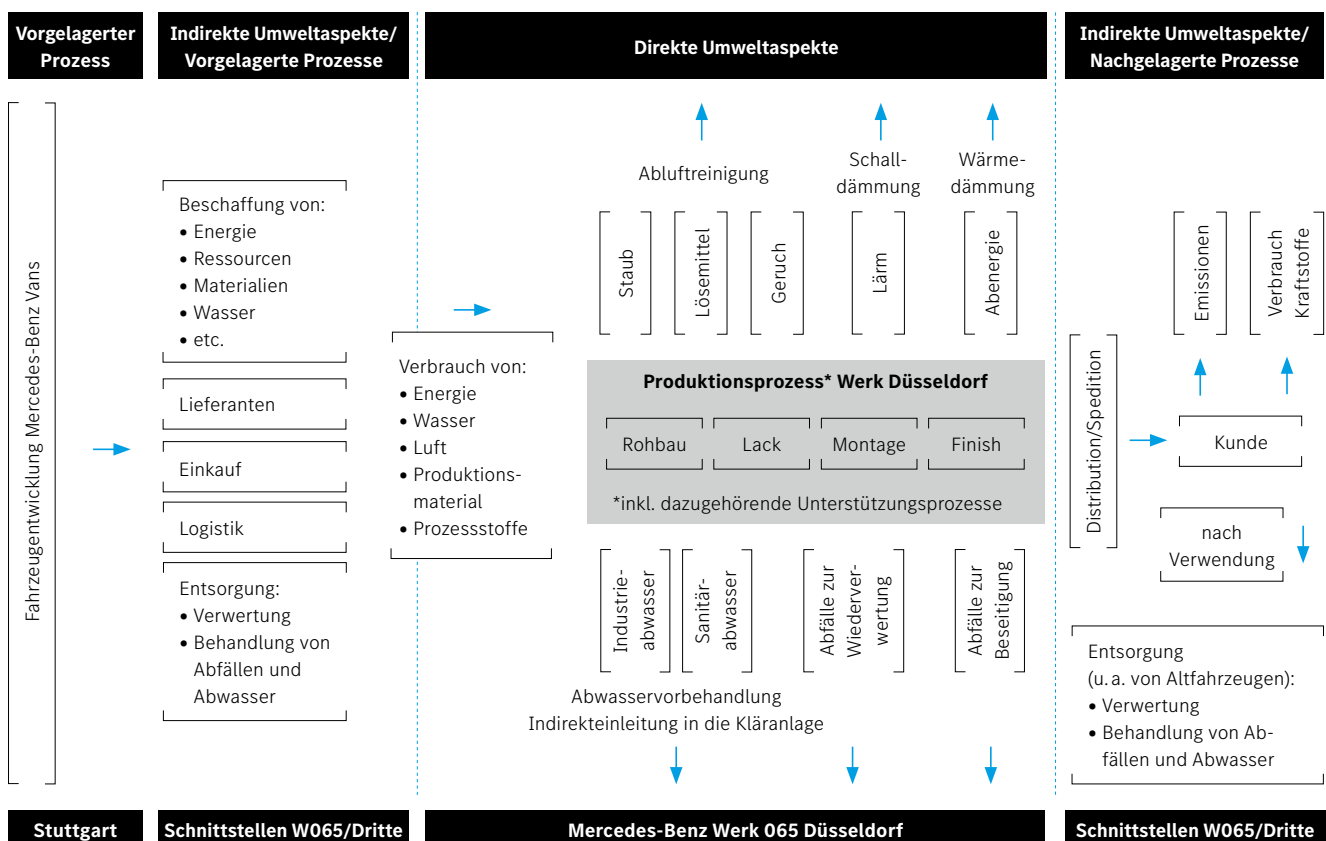 Vorgelagerter
Prozess
Indirekte Umweltaspekte/
Vorgelagerte Prozesse
Direkte Umweltaspekte
Indirekte Umweltaspekte/
Nachgelagerte Prozesse
Fahrzeugentwicklung Mercedes-Benz Vans
Beschaffung von:
• Energie
• Ressourcen
• Materialien
• Wasser
• etc.
Lieferanten
Einkauf
Logistik
Entsorgung:
• Verwertung
• Behandlung von
Abfällen und
Abwasser
Verbrauch von:
• Energie
• Wasser
• Luft
• Produktions-
material
• Prozessstoffe
Abluftreinigung
Schall-
dämmung
Wärme-
dämmung
Staub
Lösemittel
Geruch
Lärm
Abenergie
Produktionsprozess* Werk Düsseldorf
Rohbau
Lack
Montage
Finish
*inkl. dazugehörende Unterstützungsprozesse
Industrie-
abwasser
Sanitär-
abwasser
Abfälle zur
Wiederver-
wertung
Abfälle zur
Beseitigung
Abwasservorbehandlung
Indirekteinleitung in die Kläranlage
Distribution/Spedition
Emissionen
Verbrauch
Kraftstoffe
Kunde
nach
Verwendung
Entsorgung
(u. a. von Altfahrzeugen):
• Verwertung
• Behandlung von Ab-
fällen und Abwasser
Stuttgart
Schnittstellen W065/Dritte
Mercedes-Benz Werk 065 Düsseldorf
Schnittstellen W065/Dritte